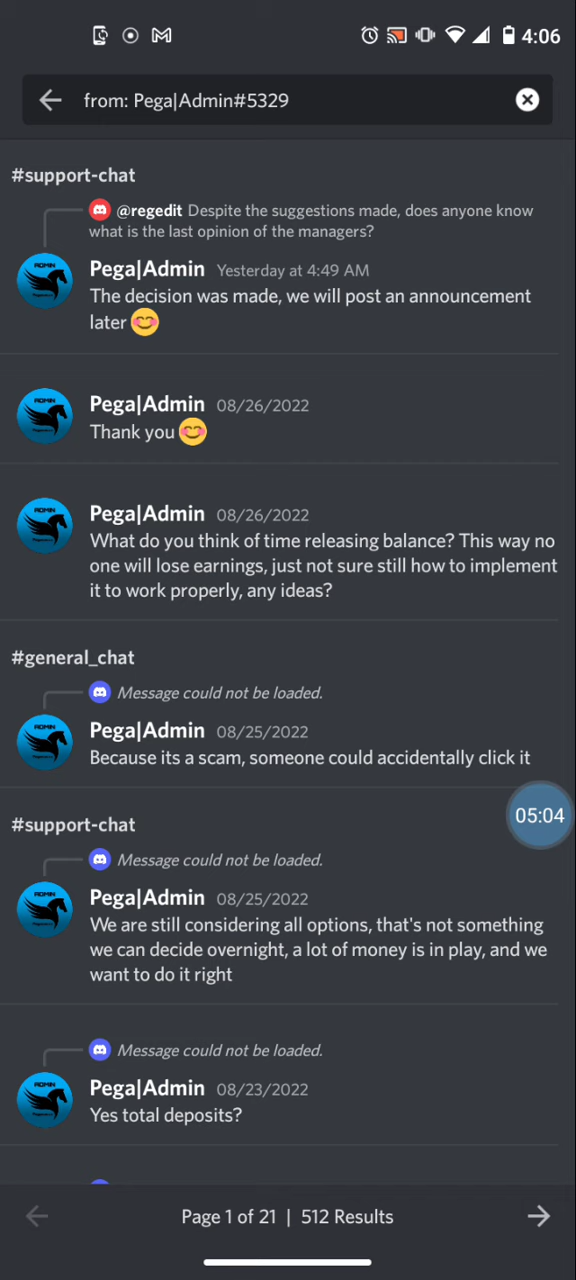 4:06
from: Pega|Admin#5329
#support-chat
@regedit Despite the suggestions made, does anyone know
what is the last opinion of the managers?
Pega|Admin Yesterday at 4:49 AM
The decision was made, we will post an announcement
later 😊
Pega|Admin 08/26/2022
Thank you 😊
Pega|Admin 08/26/2022
What do you think of time releasing balance? This way no
one will lose earnings, just not sure still how to implement
it to work properly, any ideas?
#general_chat
Message could not be loaded.
Pega|Admin 08/25/2022
Because its a scam, someone could accidentally click it
05:04
#support-chat
Message could not be loaded.
Pega|Admin 08/25/2022
We are still considering all options, that's not something
we can decide overnight, a lot of money is in play, and we
want to do it right
Message could not be loaded.
Pega|Admin 08/23/2022
Yes total deposits?
Page 1 of 21 | 512 Results